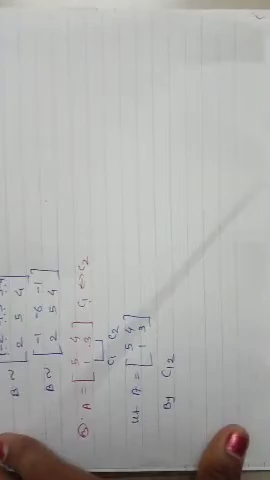 B ~ [ 2 5 4 ]
B ~ [ -1 -6 -1
2 5 4 ]
Q: A = [ 5 4
1 3 ] C₁ ↔ C₂
C₁ C₂
Let A = [ 5 4
1 3 ]
By C₁₂